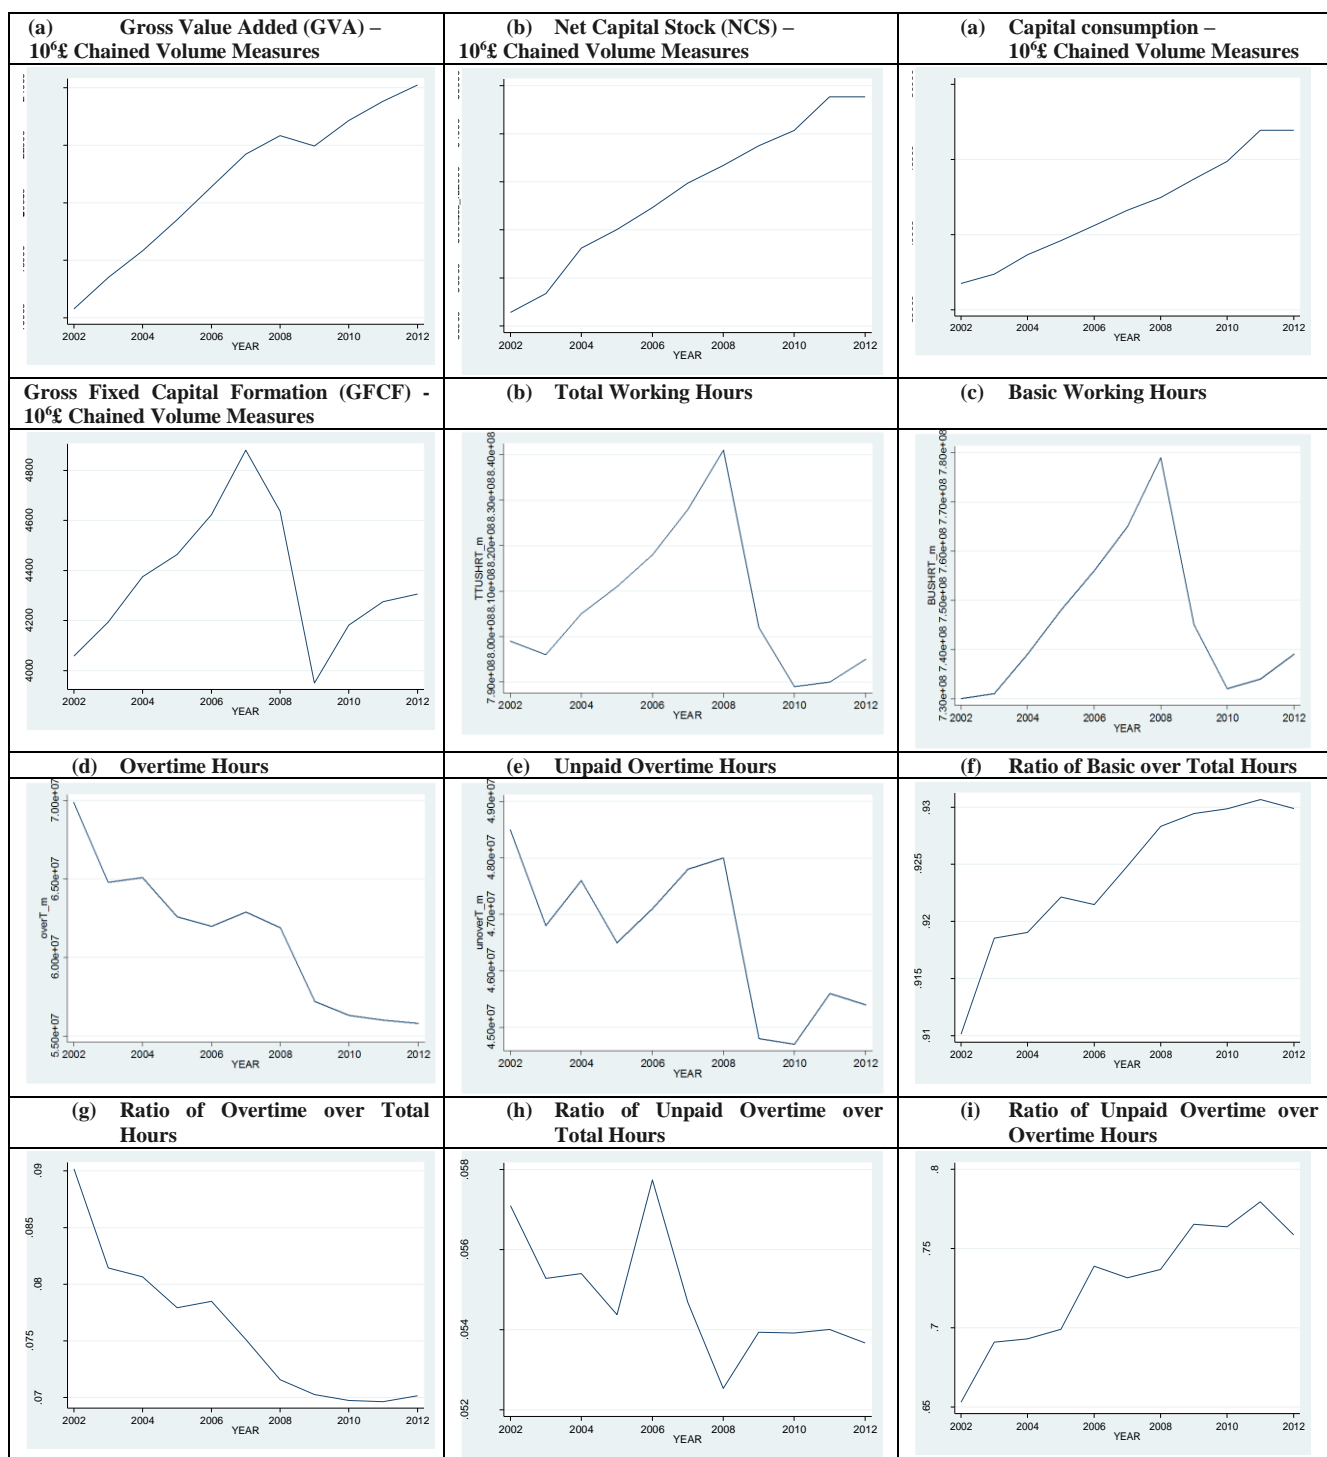 (a) Gross Value Added (GVA) –
10⁶£ Chained Volume Measures
(b) Net Capital Stock (NCS) –
10⁶£ Chained Volume Measures
(a) Capital consumption –
10⁶£ Chained Volume Measures
2002 2004 2006 2008 2010 2012
YEAR
2002 2004 2006 2008 2010 2012
YEAR
2002 2004 2006 2008 2010 2012
YEAR
Gross Fixed Capital Formation (GFCF) -
10⁶£ Chained Volume Measures
(b) Total Working Hours
(c) Basic Working Hours
4000 4200 4400 4600 4800
2002 2004 2006 2008 2010 2012
YEAR
TTUSHRT_m
7.90e+088.00e+088.10e+088.20e+088.30e+088.40e+08
2002 2004 2006 2008 2010 2012
YEAR
BUSHRT_m
7.30e+08 7.40e+08 7.50e+08 7.60e+08 7.70e+08 7.80e+08
2002 2004 2006 2008 2010 2012
YEAR
(d) Overtime Hours
(e) Unpaid Overtime Hours
(f) Ratio of Basic over Total Hours
overT_m
5.50e+07 6.00e+07 6.50e+07 7.00e+07
2002 2004 2006 2008 2010 2012
YEAR
unoverT_m
4.50e+07 4.60e+07 4.70e+07 4.80e+07 4.90e+07
2002 2004 2006 2008 2010 2012
YEAR
.91 .915 .92 .925 .93
2002 2004 2006 2008 2010 2012
YEAR
(g) Ratio of Overtime over Total
Hours
(h) Ratio of Unpaid Overtime over
Total Hours
(i) Ratio of Unpaid Overtime over
Overtime Hours
.07 .075 .08 .085 .09
2002 2004 2006 2008 2010 2012
YEAR
.052 .054 .056 .058
2002 2004 2006 2008 2010 2012
YEAR
.65 .7 .75 .8
2002 2004 2006 2008 2010 2012
YEAR